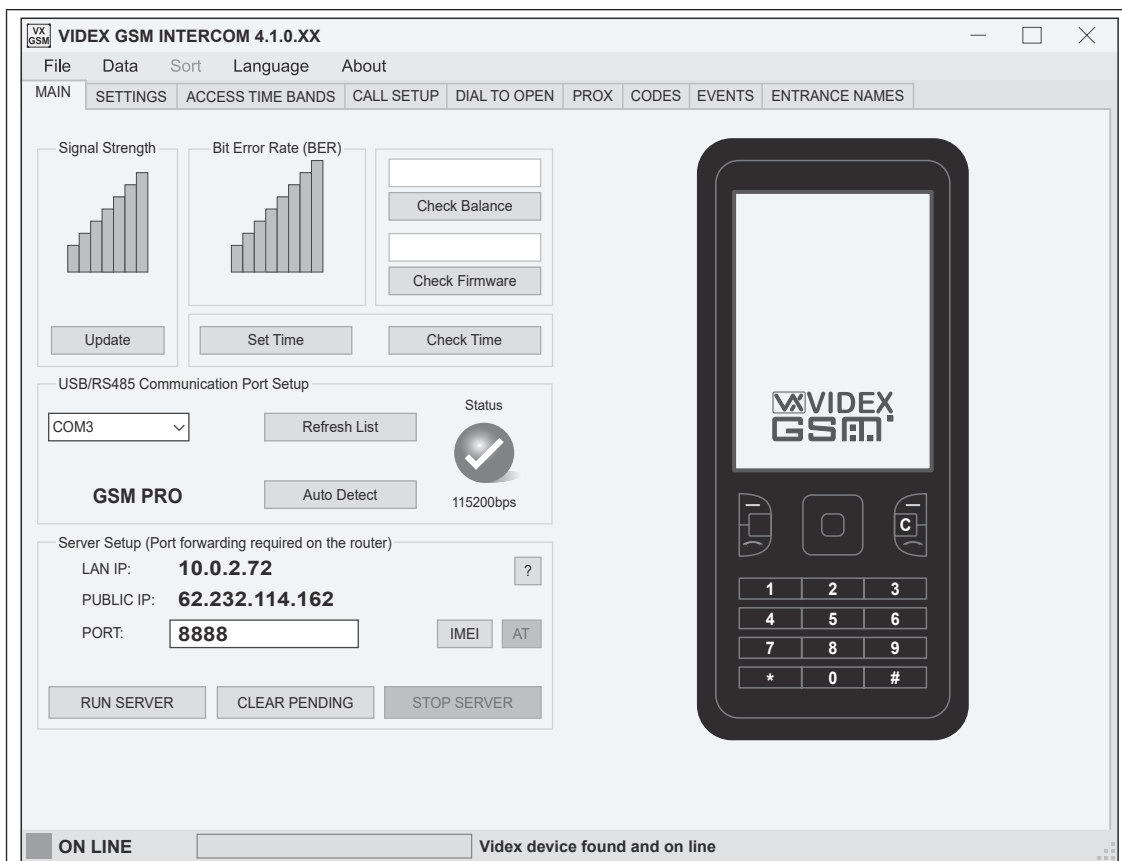 VX GSM VIDEX GSM INTERCOM 4.1.0.XX
File Data Sort Language About
MAIN SETTINGS ACCESS TIME BANDS CALL SETUP DIAL TO OPEN PROX CODES EVENTS ENTRANCE NAMES
Signal Strength
Update
Bit Error Rate (BER)
Check Balance
Check Firmware
Set Time
Check Time
USB/RS485 Communication Port Setup
COM3
Refresh List
Status
GSM PRO
Auto Detect
115200bps
Server Setup (Port forwarding required on the router)
LAN IP: 10.0.2.72
?
PUBLIC IP: 62.232.114.162
PORT: 8888
IMEI
AT
RUN SERVER
CLEAR PENDING
STOP SERVER
VX VIDEX
GSM
C
1 2 3
4 5 6
7 8 9
* 0 #
ON LINE
Videx device found and on line